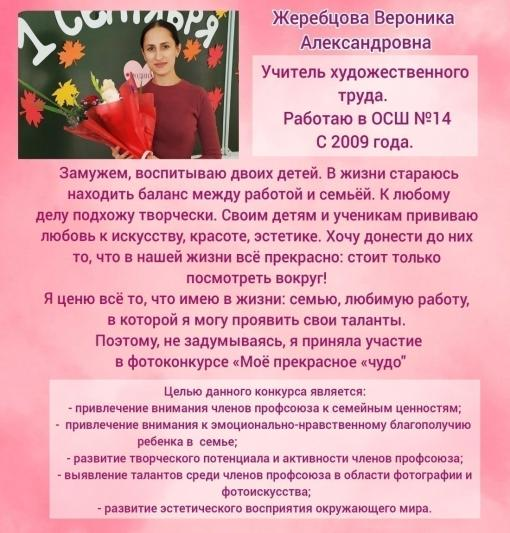 1 СЕНТЯБРЯ
Жеребцова Вероника
Александровна
Учитель художественного
труда.
Работаю в ОСШ №14
С 2009 года.
Замужем, воспитываю двоих детей. В жизни стараюсь
находить баланс между работой и семьёй. К любому
делу подхожу творчески. Своим детям и ученикам прививаю
любовь к искусству, красоте, эстетике. Хочу донести до них
то, что в нашей жизни всё прекрасно: стоит только
посмотреть вокруг!
Я ценю всё то, что имею в жизни: семью, любимую работу,
в которой я могу проявить свои таланты.
Поэтому, не задумываясь, я приняла участие
в фотоконкурсе «Моё прекрасное «чудо"
Целью данного конкурса является:
- привлечение внимания членов профсоюза к семейным ценностям;
- привлечение внимания к эмоционально-нравственному благополучию
ребенка в семье;
- развитие творческого потенциала и активности членов профсоюза;
- выявление талантов среди членов профсоюза в области фотографии и
фотоискусства;
- развитие эстетического восприятия окружающего мира.